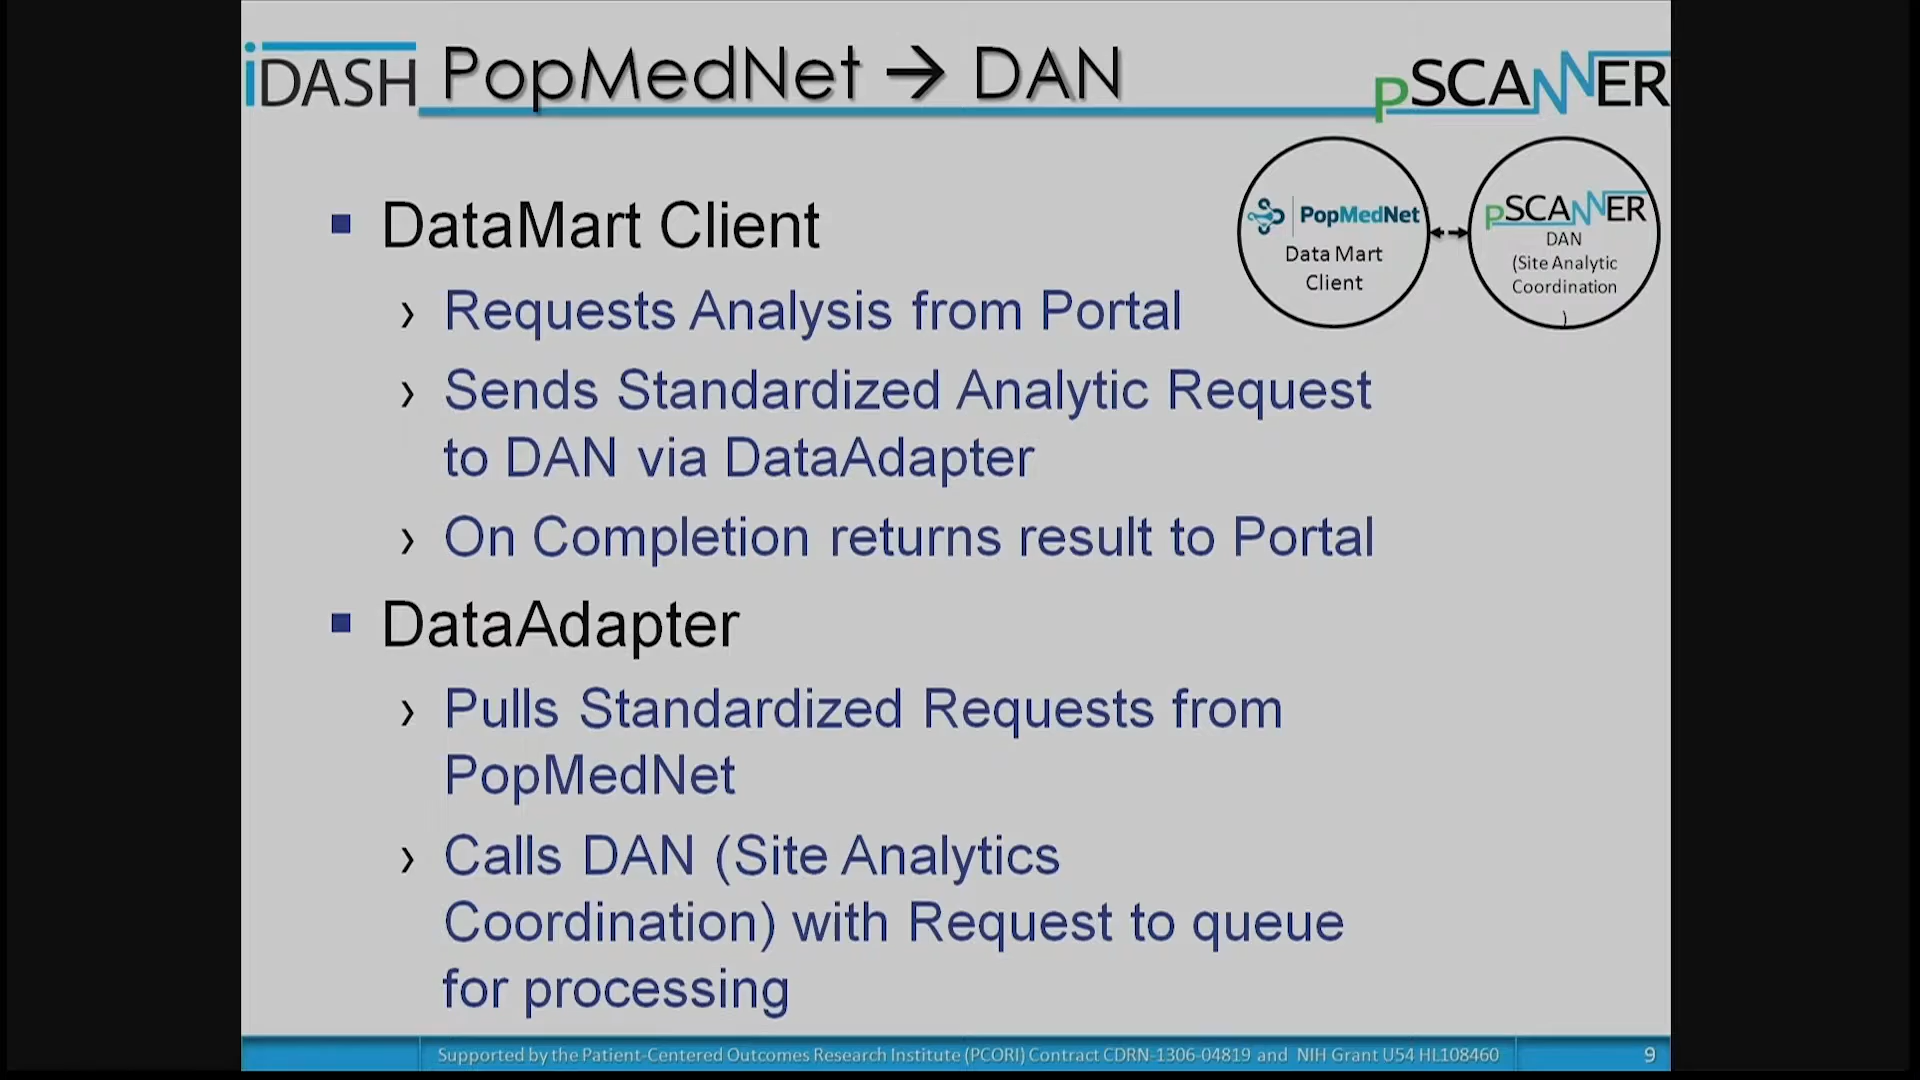 iDASH PopMedNet → DAN pSCANNER
PopMedNet
Data Mart
Client
pSCANNER
DAN
(Site Analytic
Coordination
)
▪ DataMart Client
› Requests Analysis from Portal
› Sends Standardized Analytic Request
to DAN via DataAdapter
› On Completion returns result to Portal
▪ DataAdapter
› Pulls Standardized Requests from
PopMedNet
› Calls DAN (Site Analytics
Coordination) with Request to queue
for processing
Supported by the Patient-Centered Outcomes Research Institute (PCORI) Contract CDRN-1306-04819 and NIH Grant U54 HL108460 9